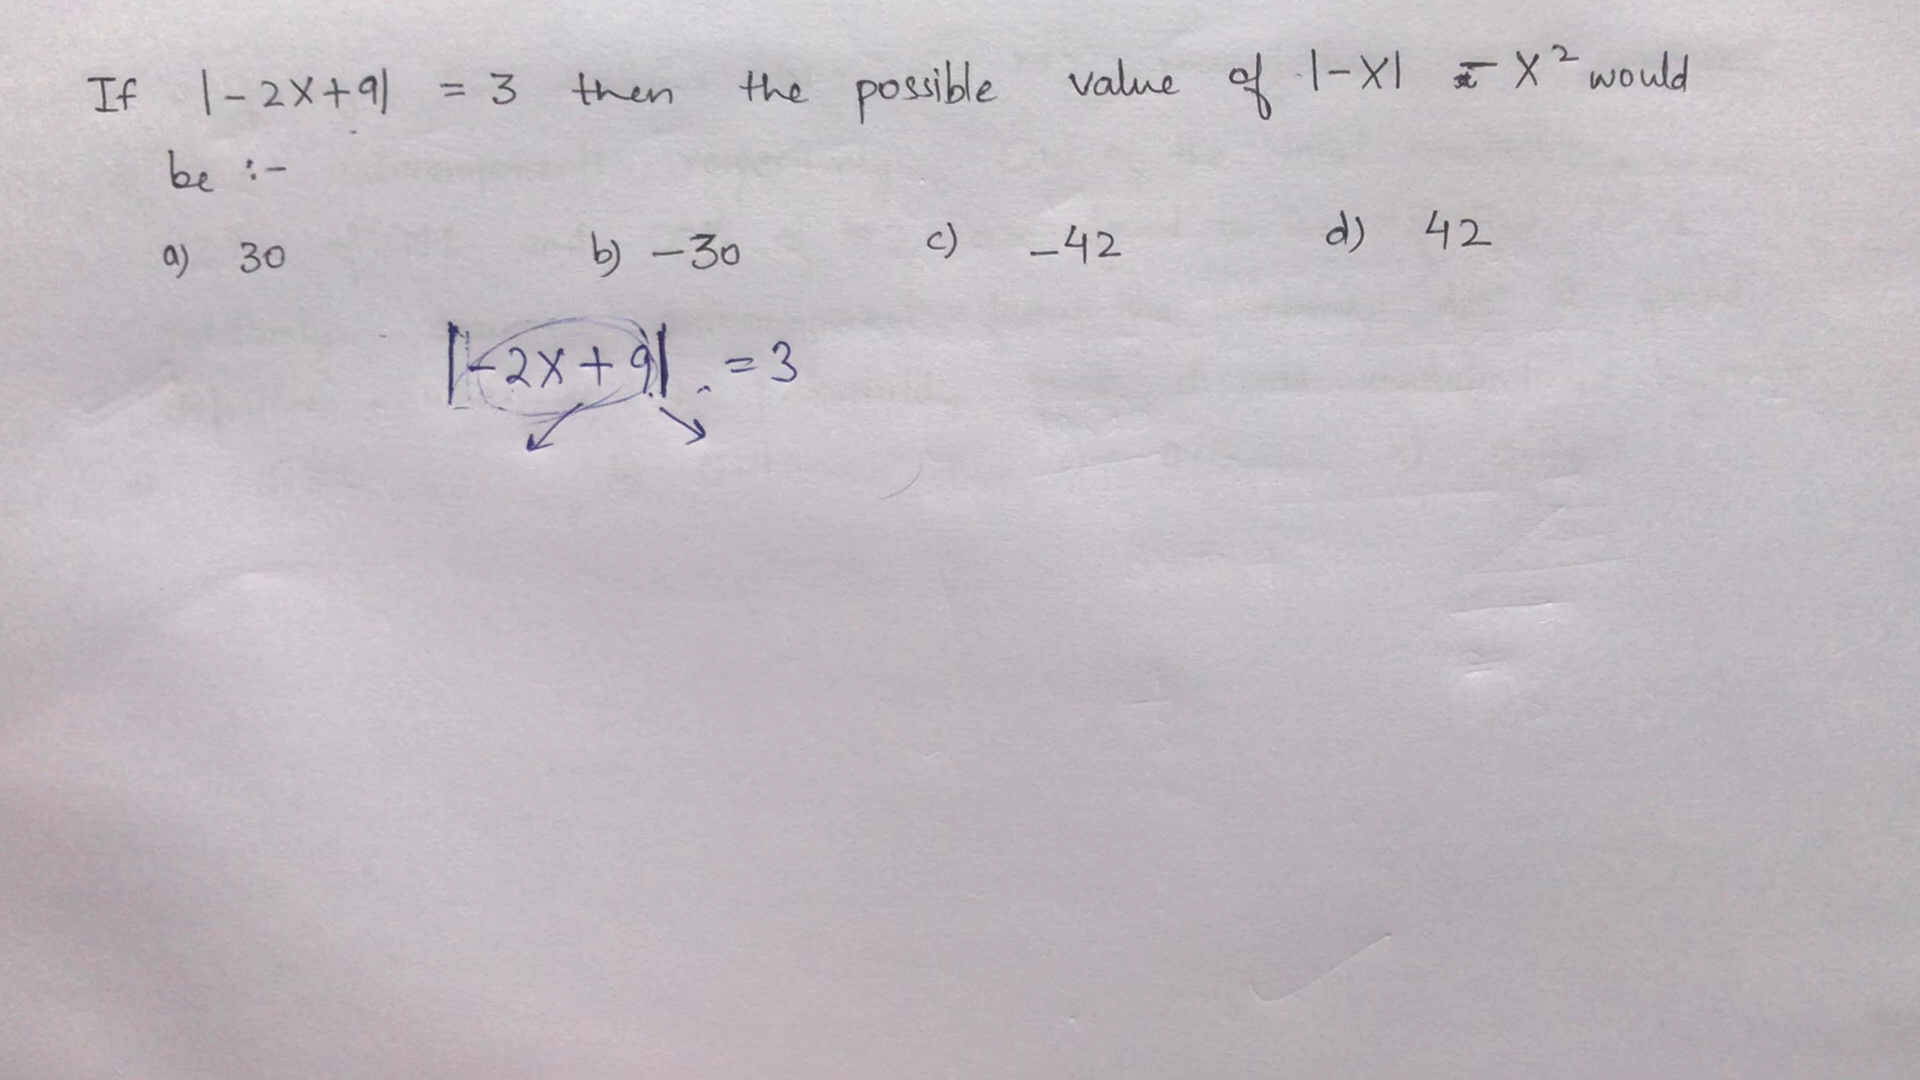 If |-2x+9| = 3 then the possible value of |-x| - x² would
be :-
a) 30 b) -30 c) -42 d) 42
|-2x+9| = 3